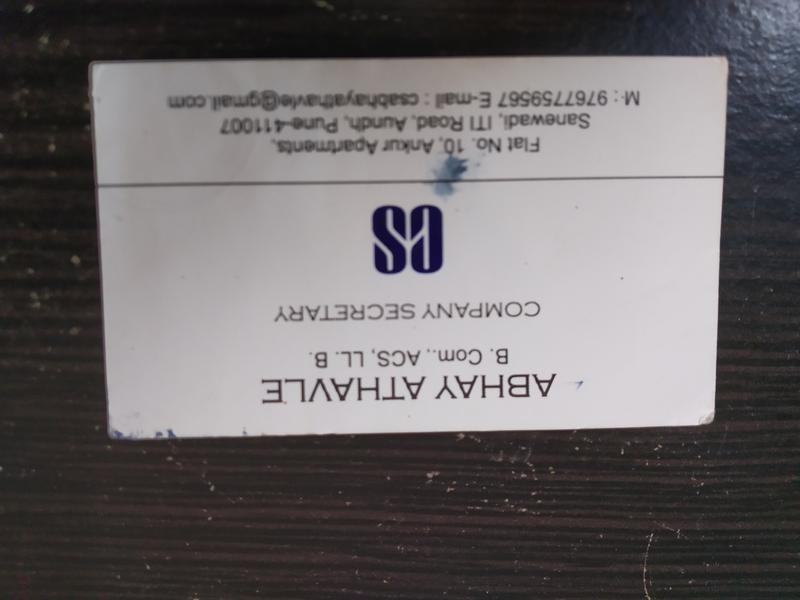 ABHAY ATHAVLE
B. Com., ACS, LL. B.
COMPANY SECRETARY
CS
Flat No. 10, Ankur Apartments,
Sanewadi, ITI Road, Aundh, Pune-411007
M: 9767759567 E-mail : csabhayathavle@gmail.com